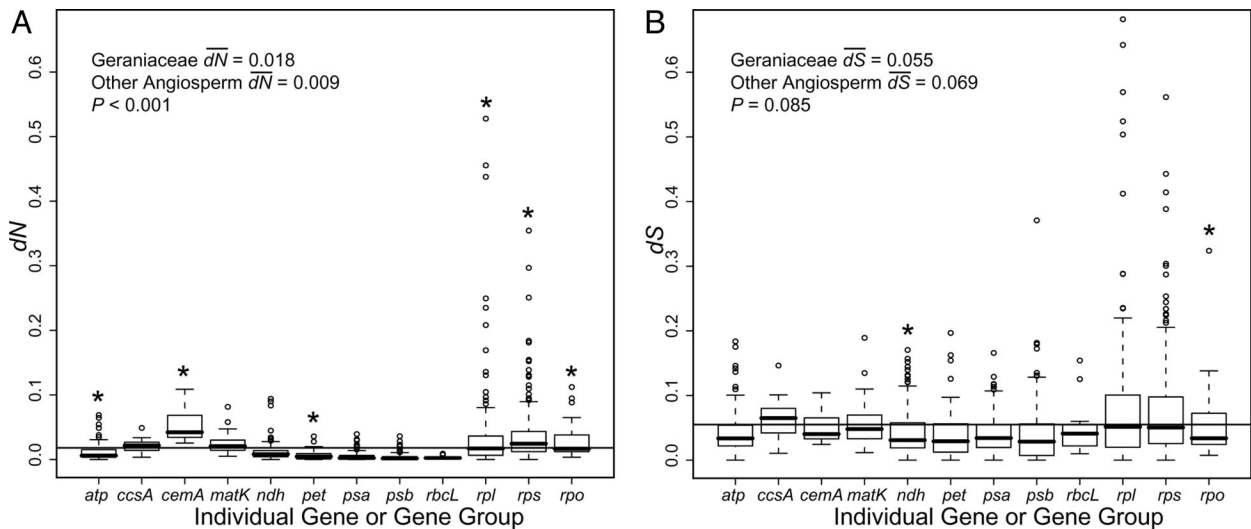 A
Geraniaceae dN = 0.018
Other Angiosperm dN = 0.009
P < 0.001
dN
0.6
0.5
0.4
0.3
0.2
0.1
0.0
*
*
*
*
*
*
atp ccsA cemA matK ndh pet psa psb rbcL rpl rps rpo
Individual Gene or Gene Group
B
Geraniaceae dS = 0.055
Other Angiosperm dS = 0.069
P = 0.085
dS
0.6
0.5
0.4
0.3
0.2
0.1
0.0
*
*
atp ccsA cemA matK ndh pet psa psb rbcL rpl rps rpo
Individual Gene or Gene Group